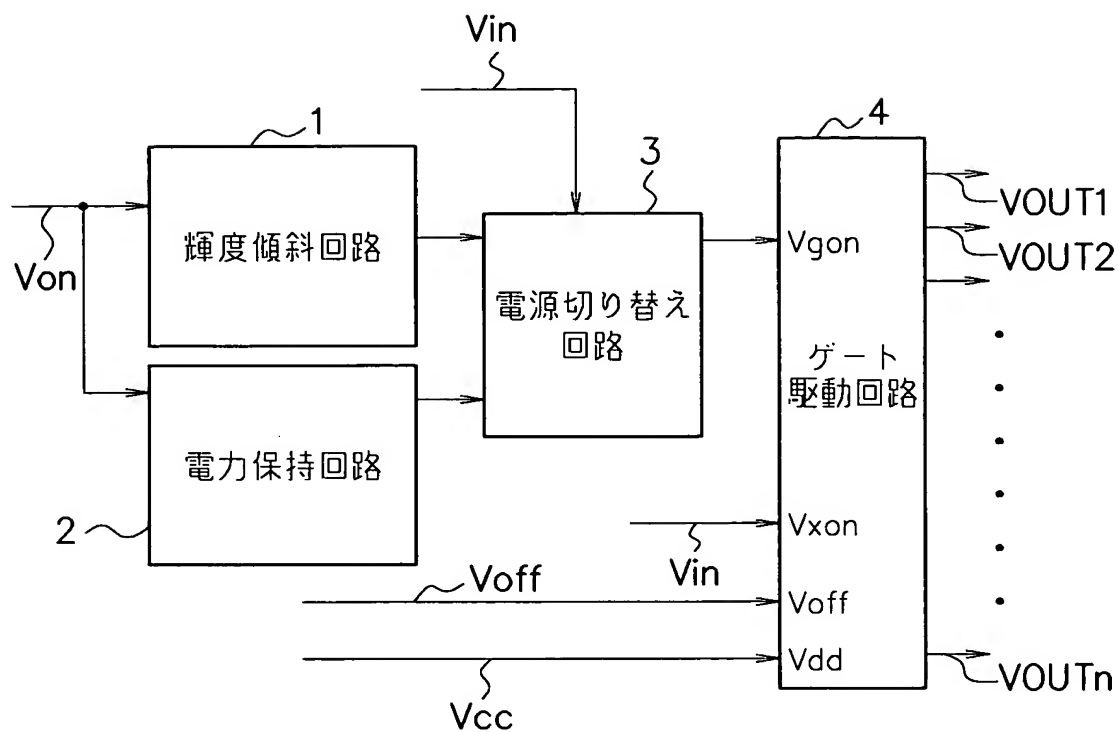 Vin
1
4
3
Von
輝度傾斜回路
電源切り替え
回路
Vgon
VOUT1
VOUT2
ゲート
駆動回路
電力保持回路
2
Vin
Vxon
Voff
Voff
Vcc
Vdd
VOUTn